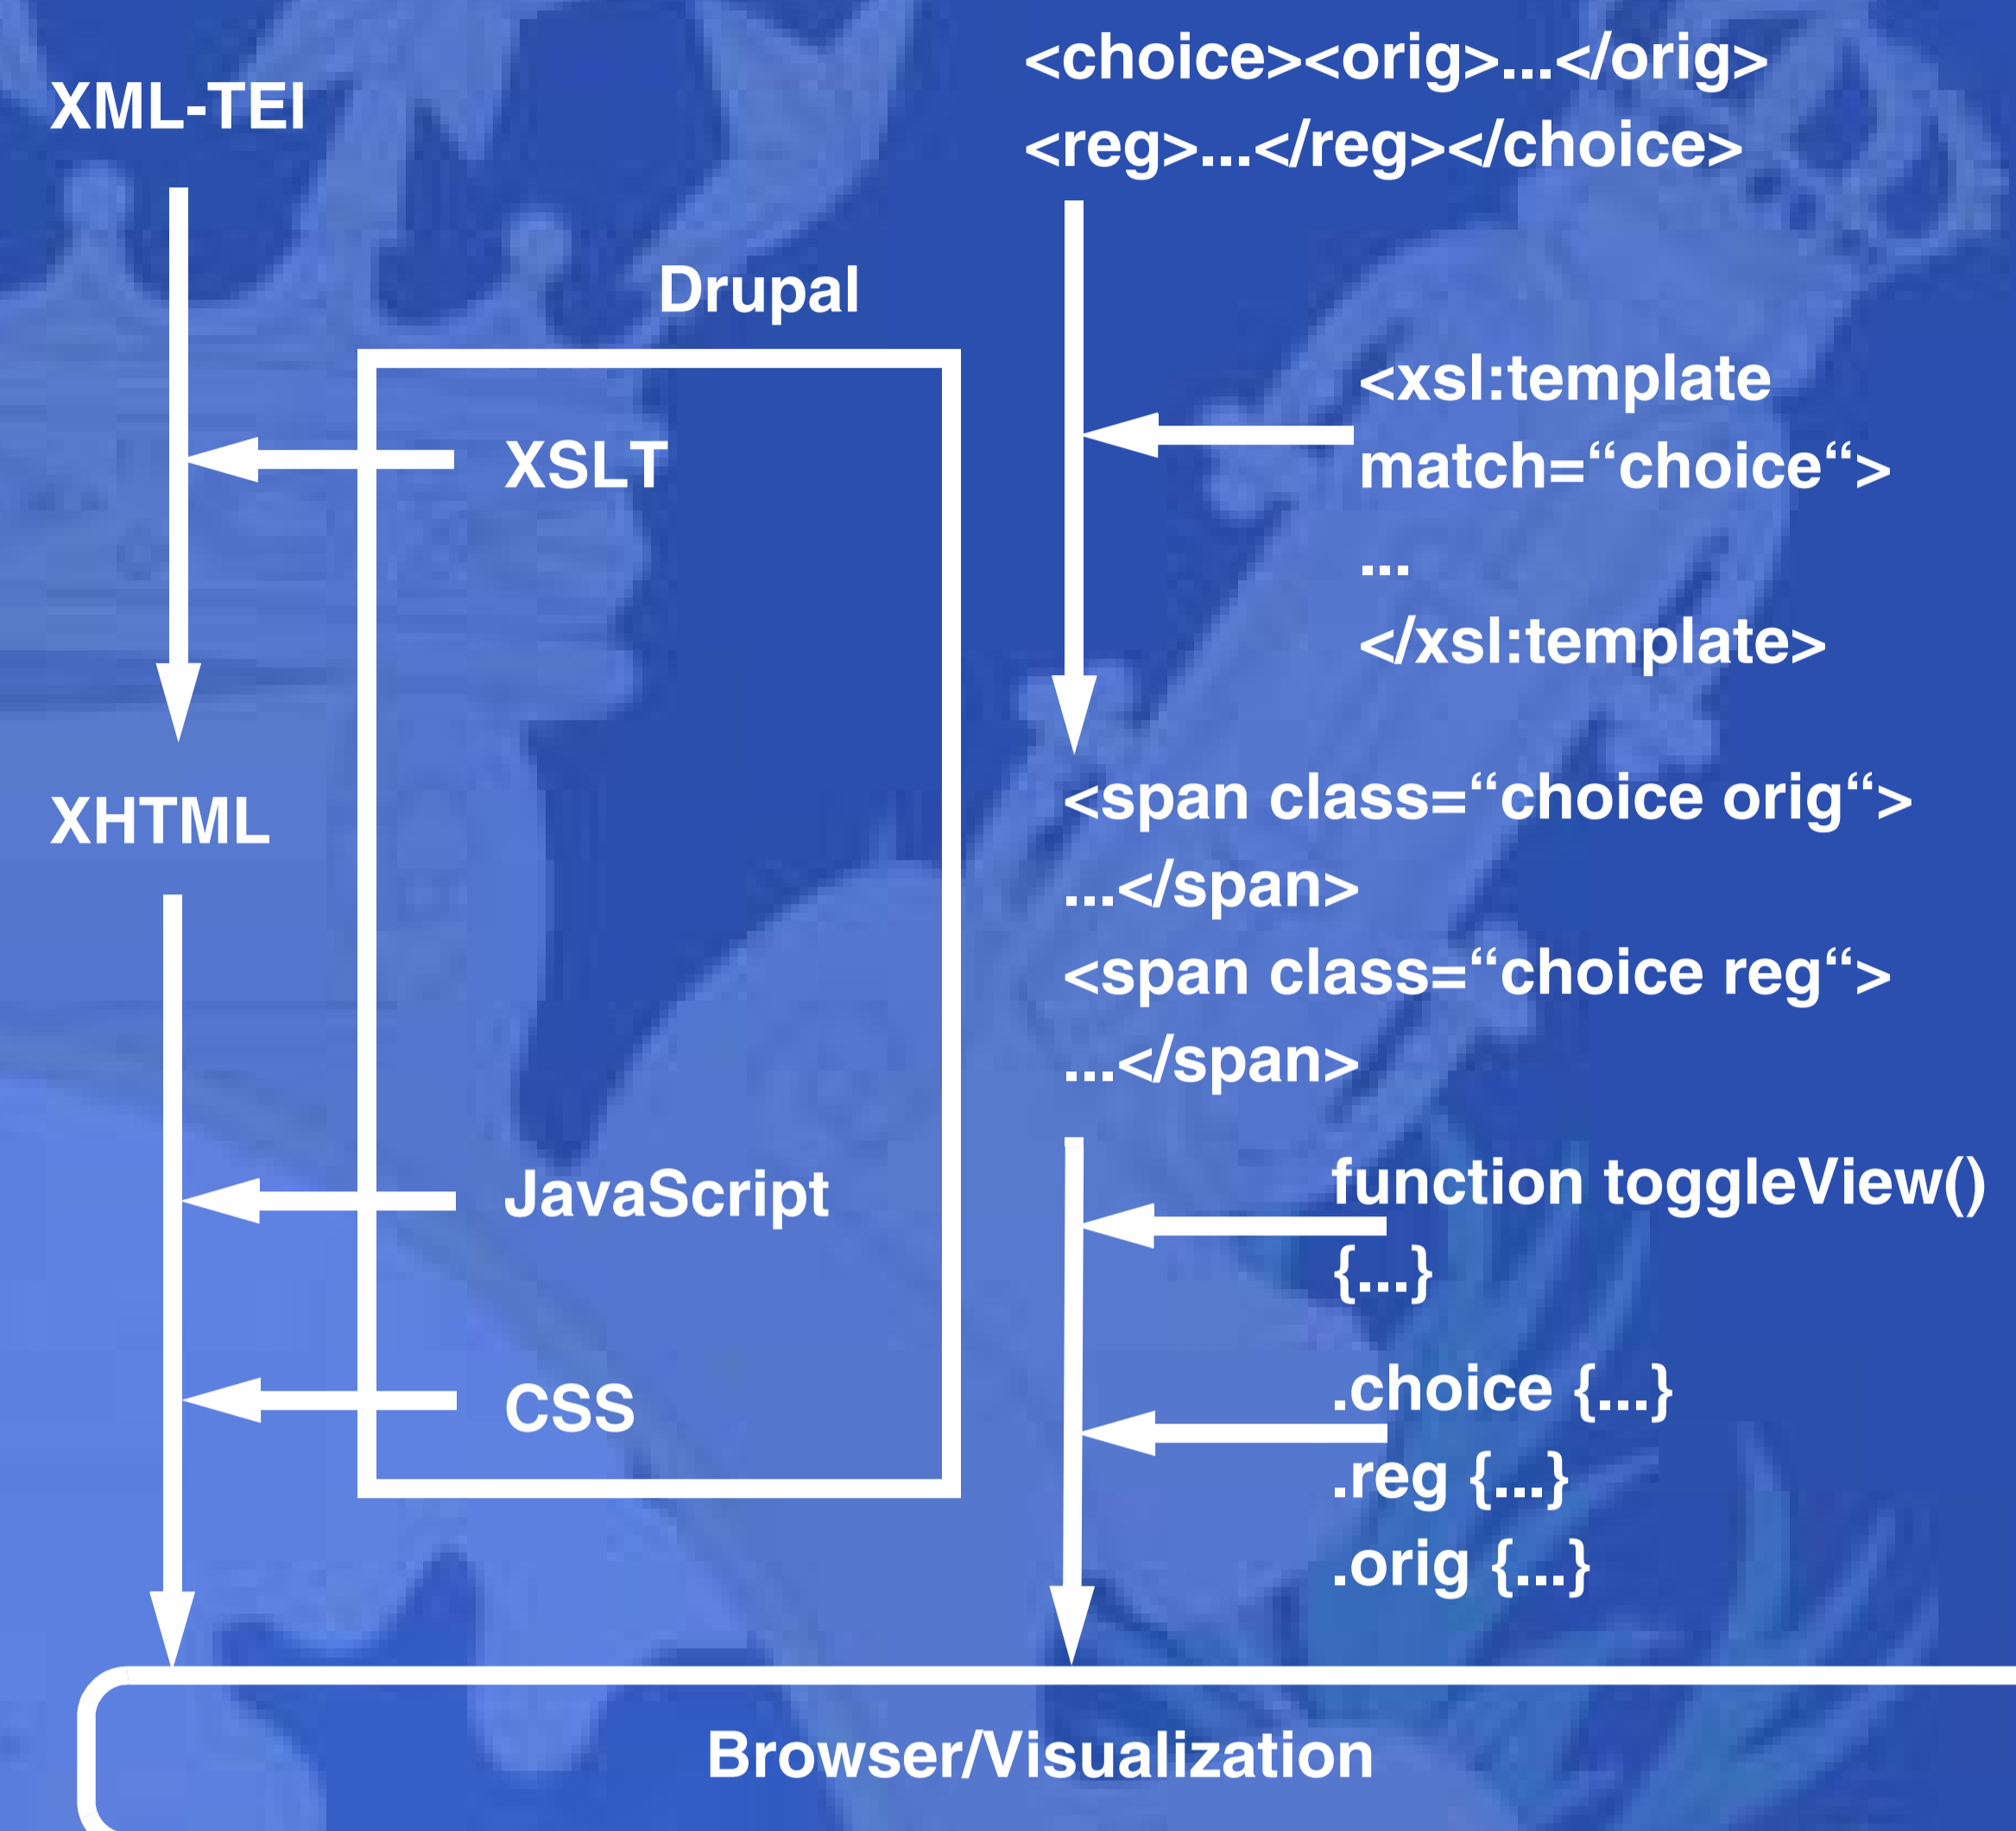 XML-TEI
Drupal
XSLT
XHTML
JavaScript
CSS
<choice><orig>...</orig>
<reg>...</reg></choice>
<xsl:template
match=“choice“>
...
</xsl:template>
<span class=“choice orig“>
...</span>
<span class=“choice reg“>
...</span>
function toggleView()
{...}
.choice {...}
.reg {...}
.orig {...}
Browser/Visualization